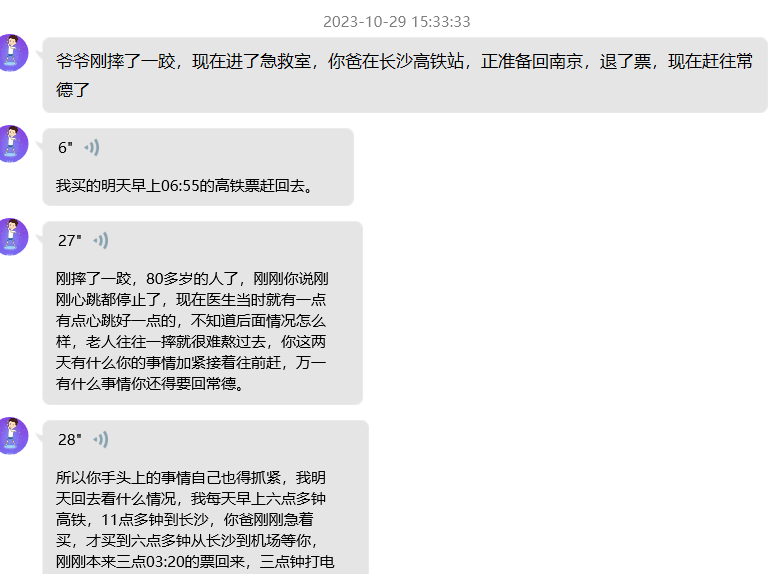 2023-10-29 15:33:33
爷爷刚摔了一跤，现在进了急救室，你爸在长沙高铁站，正准备回南京，退了票，现在赶往常
德了
6"
我买的明天早上06:55的高铁票赶回去。
27"
刚摔了一跤，80多岁的人了，刚刚你说刚
刚心跳都停止了，现在医生当时就有一点
有点心跳好一点的，不知道后面情况怎么
样，老人往往一摔就很难熬过去，你这两
天有什么你的事情加紧接着往前赶，万一
有什么事情你还得要回常德。
28"
所以你手头上的事情自己也得抓紧，我明
天回去看什么情况，我每天早上六点多钟
高铁，11点多钟到长沙，你爸刚刚急着
买，才买到六点多钟从长沙到机场等你，
刚刚本来三点03:20的票回来，三点钟打电